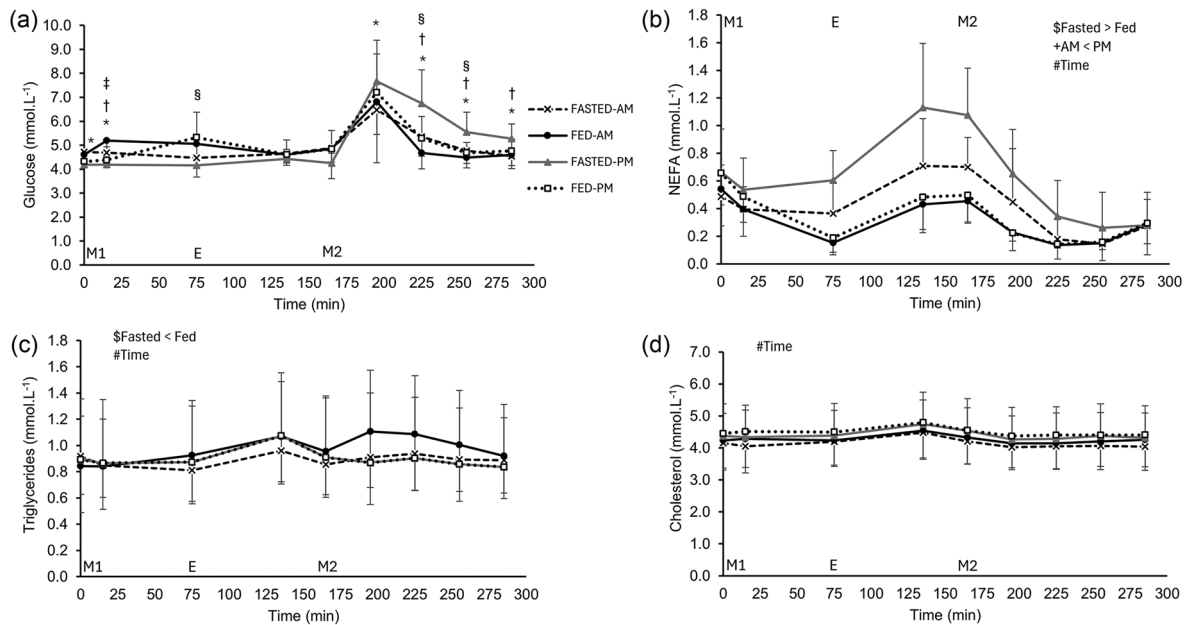 (a)
10.0
9.0
8.0
7.0
6.0
5.0
4.0
3.0
2.0
1.0
0.0
Glucose (mmol.L-1)
*
‡
†
*
§
*
§
†
*
§
†
*
†
*
M1 E M2
0 25 50 75 100 125 150 175 200 225 250 275 300
Time (min)
FASTED-AM
FED-AM
FASTED-PM
FED-PM
(b)
1.8
1.6
1.4
1.2
1.0
0.8
0.6
0.4
0.2
0.0
NEFA (mmol.L-1)
M1 E M2
$Fasted > Fed
+AM < PM
#Time
0 25 50 75 100 125 150 175 200 225 250 275 300
Time (min)
(c)
$Fasted < Fed
#Time
1.8
1.6
1.4
1.2
1.0
0.8
0.6
0.4
0.2
0.0
Triglycerides (mmol.L-1)
M1 E M2
0 25 50 75 100 125 150 175 200 225 250 275 300
Time (min)
(d)
#Time
7.0
6.0
5.0
4.0
3.0
2.0
1.0
0.0
Cholesterol (mmol.L-1)
M1 E M2
0 25 50 75 100 125 150 175 200 225 250 275 300
Time (min)